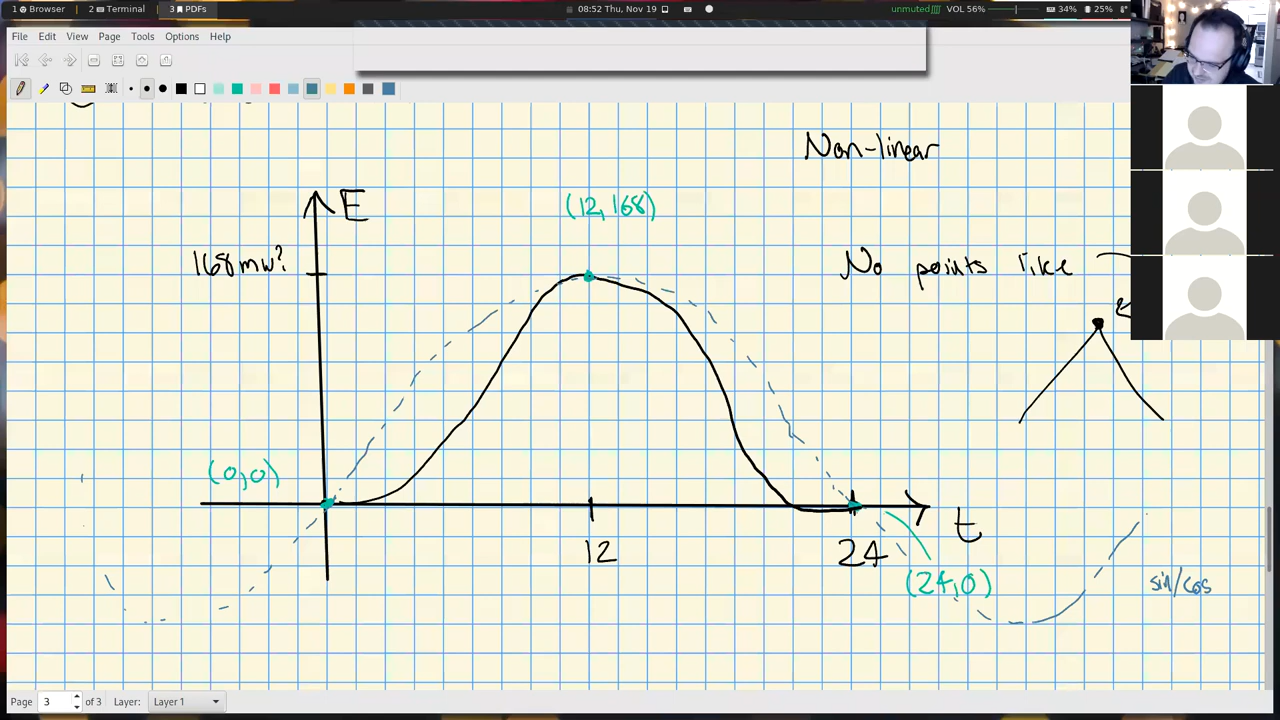 1 Browser 2 Terminal 3 PDFs 08:52 Thu, Nov 19 unmuted VOL 56% 34% 25%
File Edit View Page Tools Options Help
Non-linear
E
(12,168)
168mw?
No points like
(0,0)
12
24
t
(24,0)
sin/cos
Page 3 of 3 Layer: Layer 1